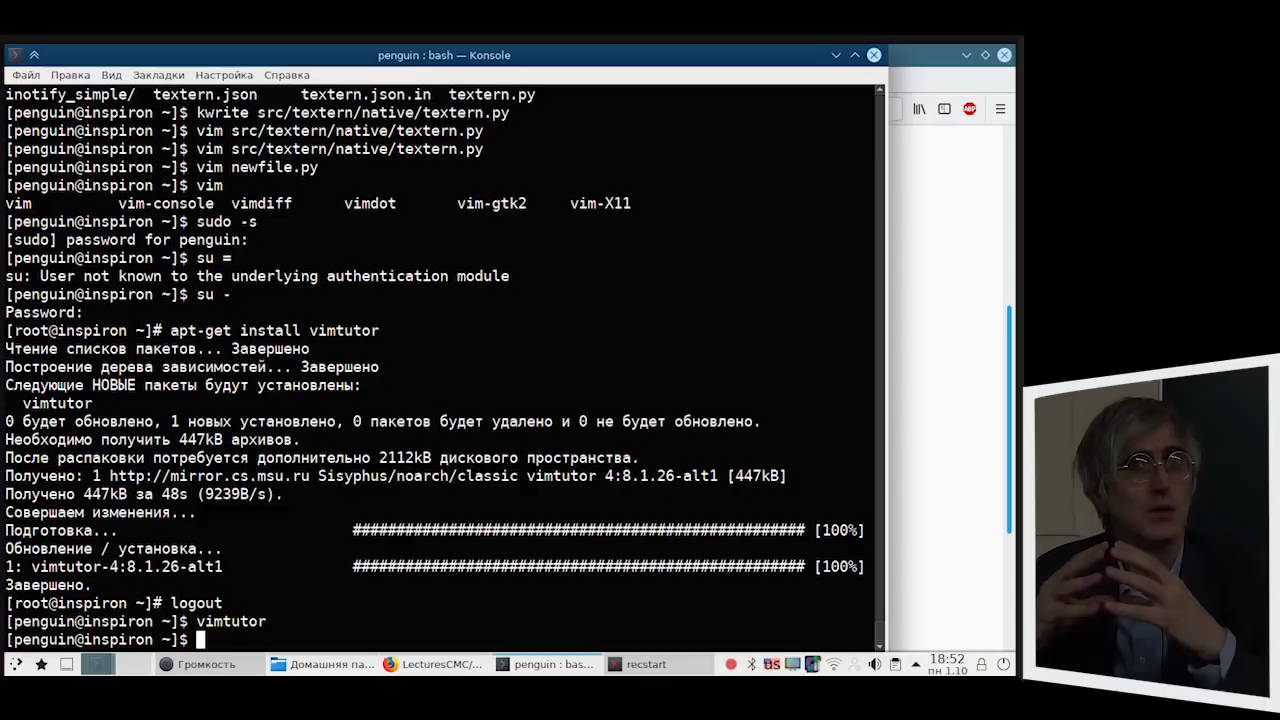 penguin : bash — Konsole
Файл Правка Вид Закладки Настройка Справка
inotify_simple/ textern.json textern.json.in textern.py
[penguin@inspiron ~]$ kwrite src/textern/native/textern.py
[penguin@inspiron ~]$ vim src/textern/native/textern.py
[penguin@inspiron ~]$ vim src/textern/native/textern.py
[penguin@inspiron ~]$ vim newfile.py
[penguin@inspiron ~]$ vim
vim vim-console vimdiff vimdot vim-gtk2 vim-X11
[penguin@inspiron ~]$ sudo -s
[sudo] password for penguin:
[penguin@inspiron ~]$ su =
su: User not known to the underlying authentication module
[penguin@inspiron ~]$ su -
Password:
[root@inspiron ~]# apt-get install vimtutor
Чтение списков пакетов... Завершено
Построение дерева зависимостей... Завершено
Следующие НОВЫЕ пакеты будут установлены:
vimtutor
0 будет обновлено, 1 новых установлено, 0 пакетов будет удалено и 0 не будет обновлено.
Необходимо получить 447kB архивов.
После распаковки потребуется дополнительно 2112kB дискового пространства.
Получено: 1 http://mirror.cs.msu.ru Sisyphus/noarch/classic vimtutor 4:8.1.26-alt1 [447kB]
Получено 447kB за 48s (9239B/s).
Совершаем изменения...
Подготовка... #################################################### [100%]
Обновление / установка...
1: vimtutor-4:8.1.26-alt1 #################################################### [100%]
Завершено.
[root@inspiron ~]# logout
[penguin@inspiron ~]$ vimtutor
[penguin@inspiron ~]$
ABP
Громкость Домашняя па... LecturesCMC/... penguin : bas... recstart us 18:52
пн 1.10